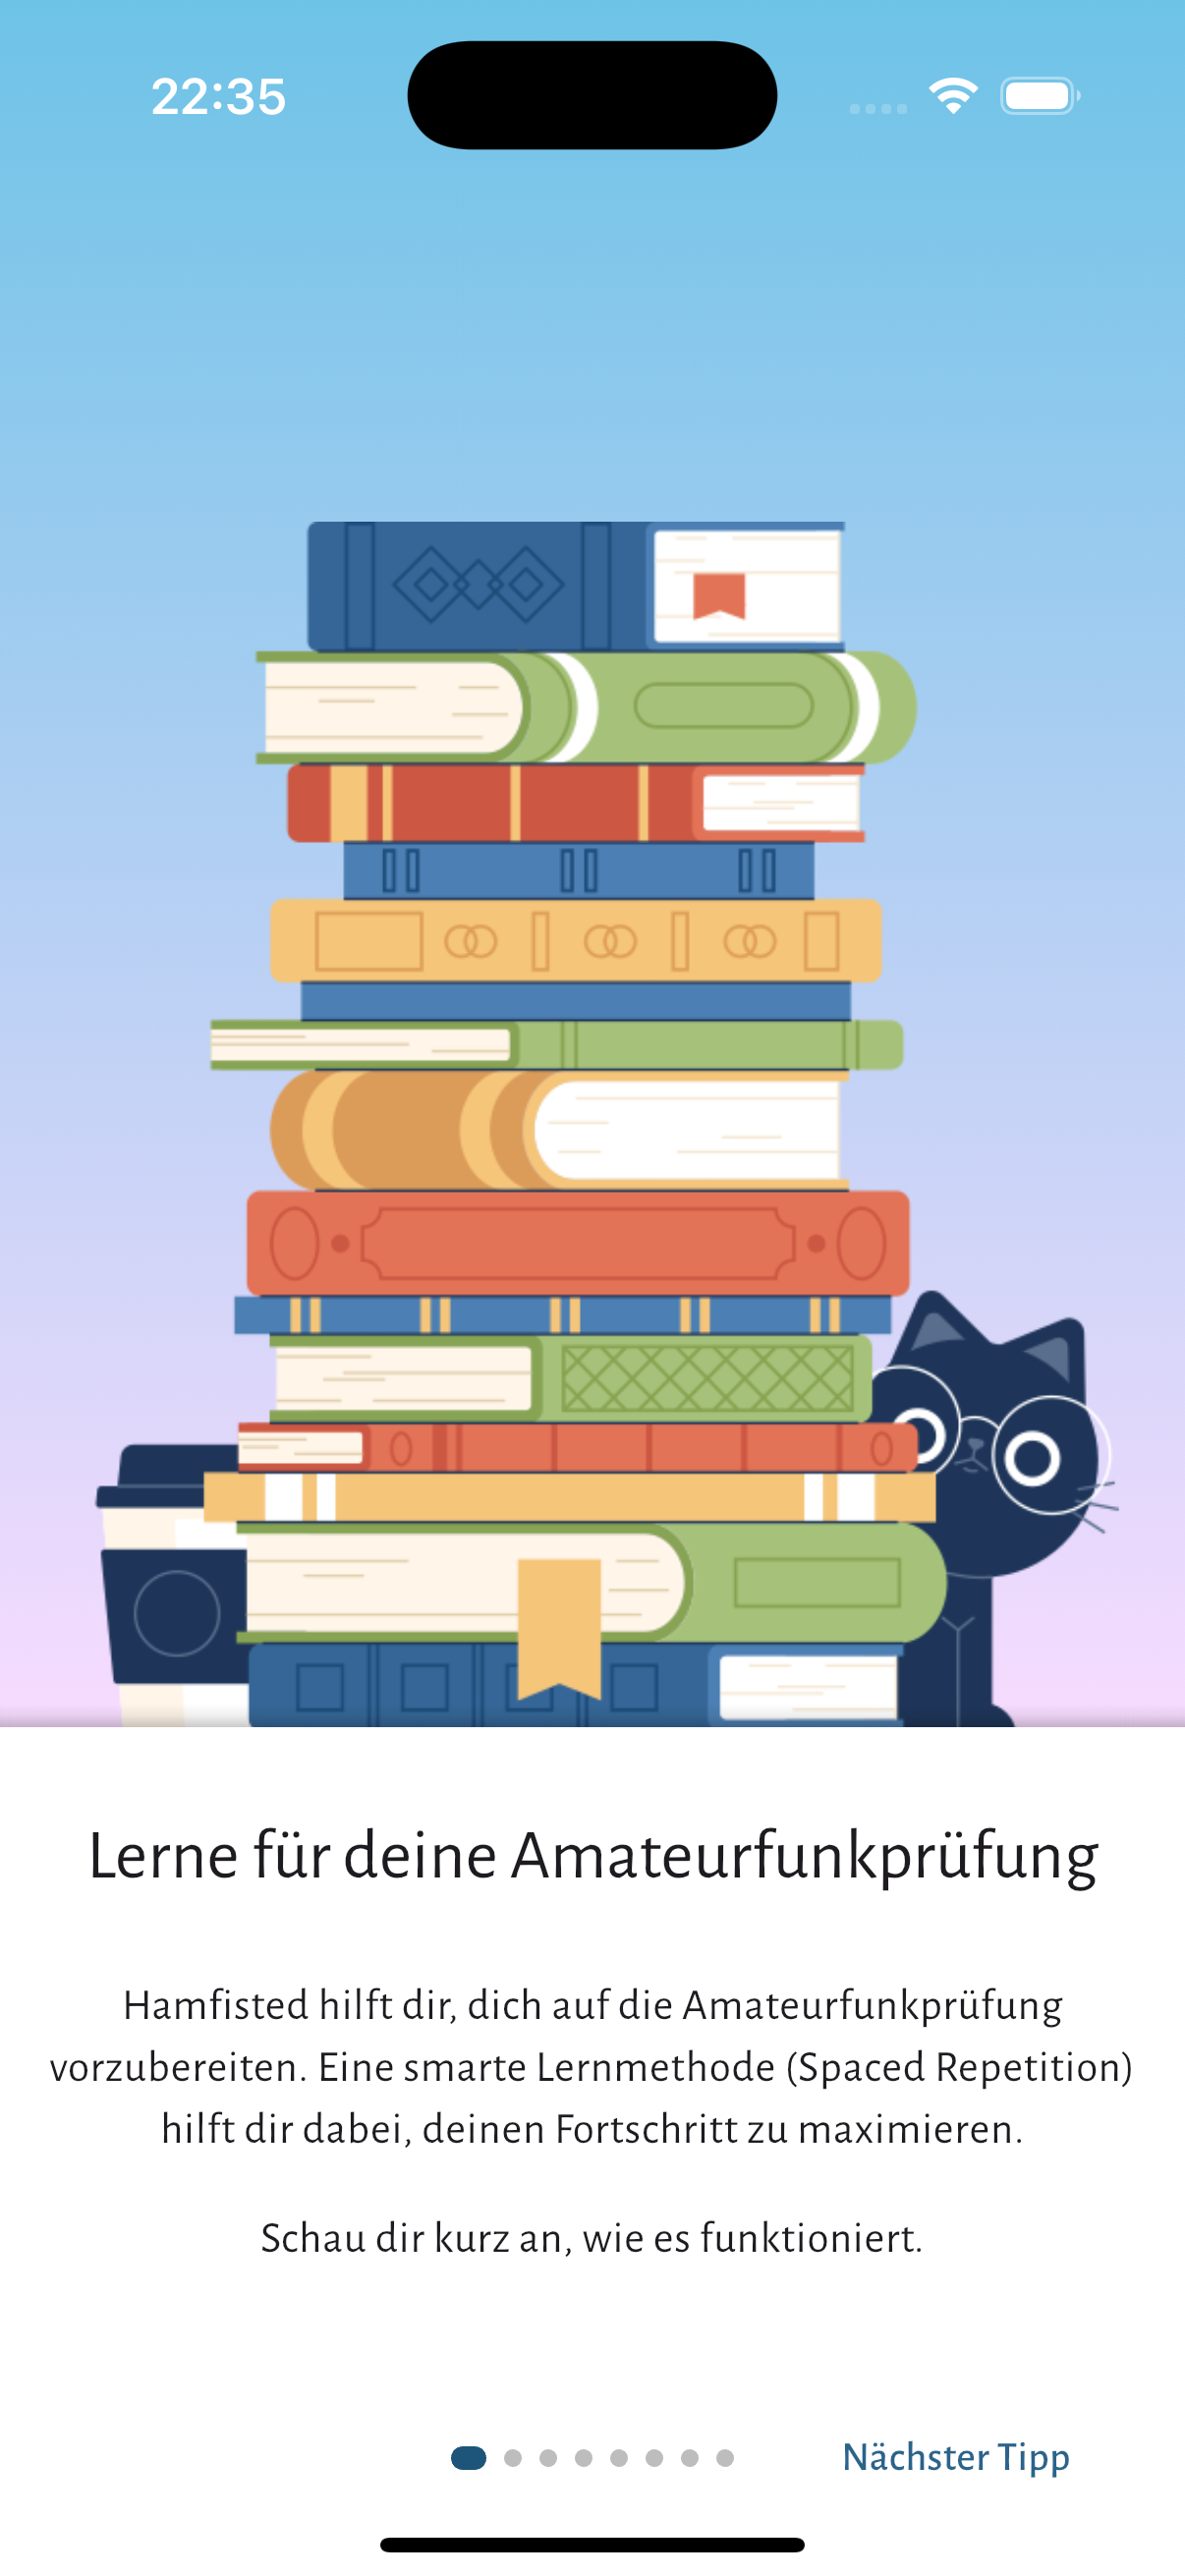 22:35
Lerne für deine Amateurfunkprüfung
Hamfisted hilft dir, dich auf die Amateurfunkprüfung
vorzubereiten. Eine smarte Lernmethode (Spaced Repetition)
hilft dir dabei, deinen Fortschritt zu maximieren.
Schau dir kurz an, wie es funktioniert.
Nächster Tipp